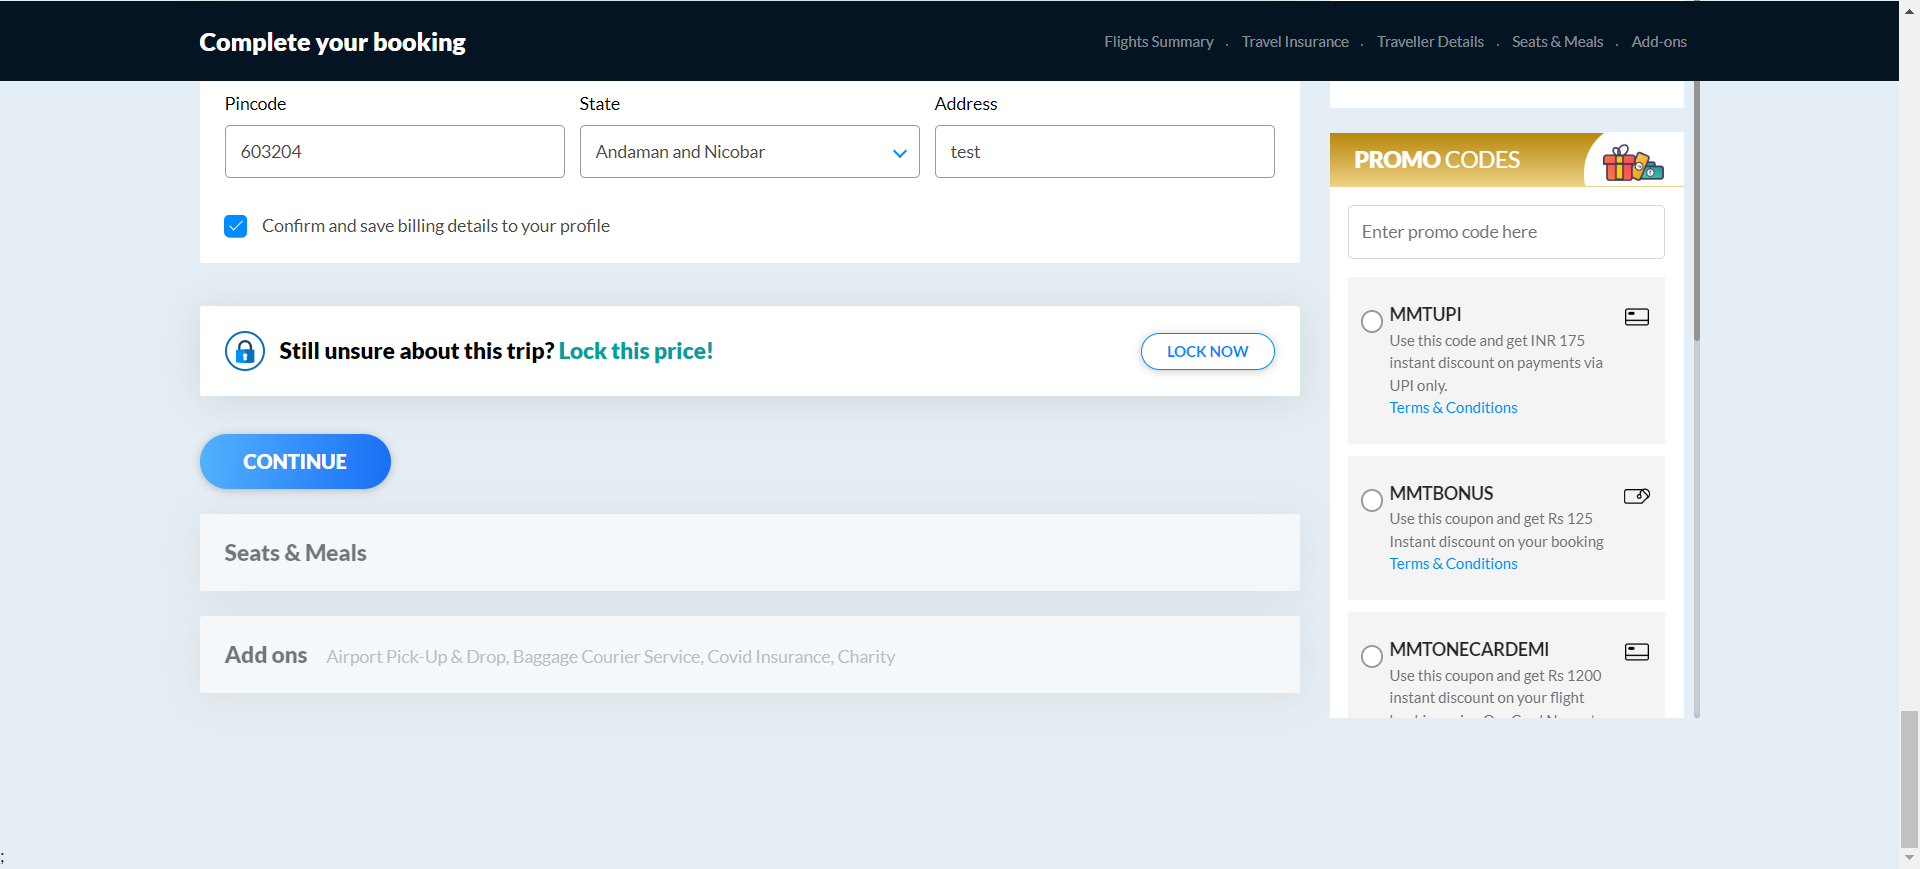 Complete your booking
Flights Summary . Travel Insurance . Traveller Details . Seats & Meals . Add-ons
Pincode
State
Address
603204
Andaman and Nicobar
test
Confirm and save billing details to your profile
Still unsure about this trip? Lock this price!
LOCK NOW
CONTINUE
Seats & Meals
Add ons Airport Pick-Up & Drop, Baggage Courier Service, Covid Insurance, Charity
PROMO CODES
Enter promo code here
MMTUPI
Use this code and get INR 175
instant discount on payments via
UPI only.
Terms & Conditions
MMTBONUS
Use this coupon and get Rs 125
Instant discount on your booking
Terms & Conditions
MMTONECARDEMI
Use this coupon and get Rs 1200
instant discount on your flight
;